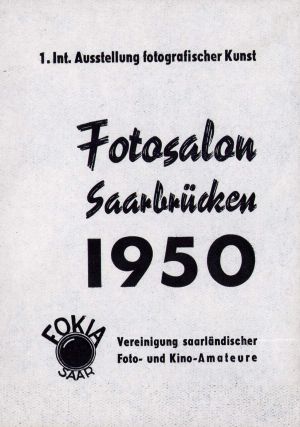 1. Int. Ausstellung fotografischer Kunst
Fotosalon
Saarbrücken
1950
FOKIA
SAAR
Vereinigung saarländischer
Foto- und Kino-Amateure